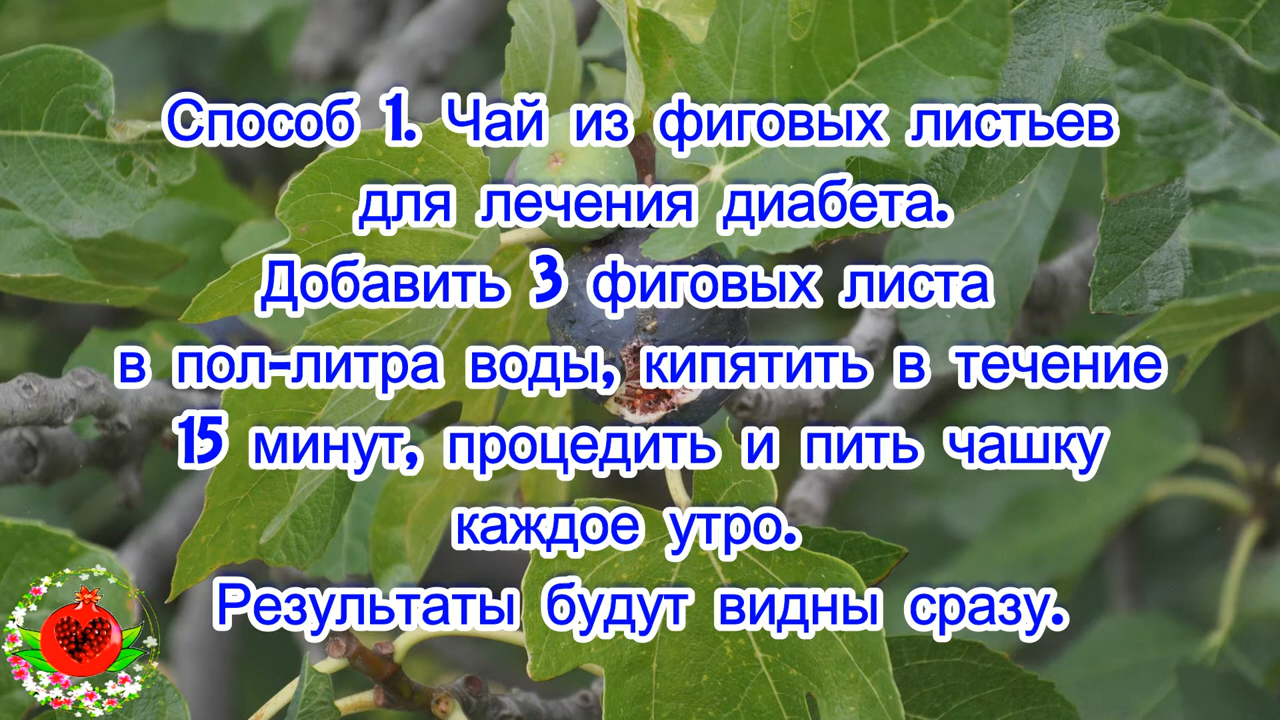 Способ 1. Чай из фиговых листьев
для лечения диабета.
Добавить 3 фиговых листа
в пол-литра воды, кипятить в течение
15 минут, процедить и пить чашку
каждое утро.
Результаты будут видны сразу.